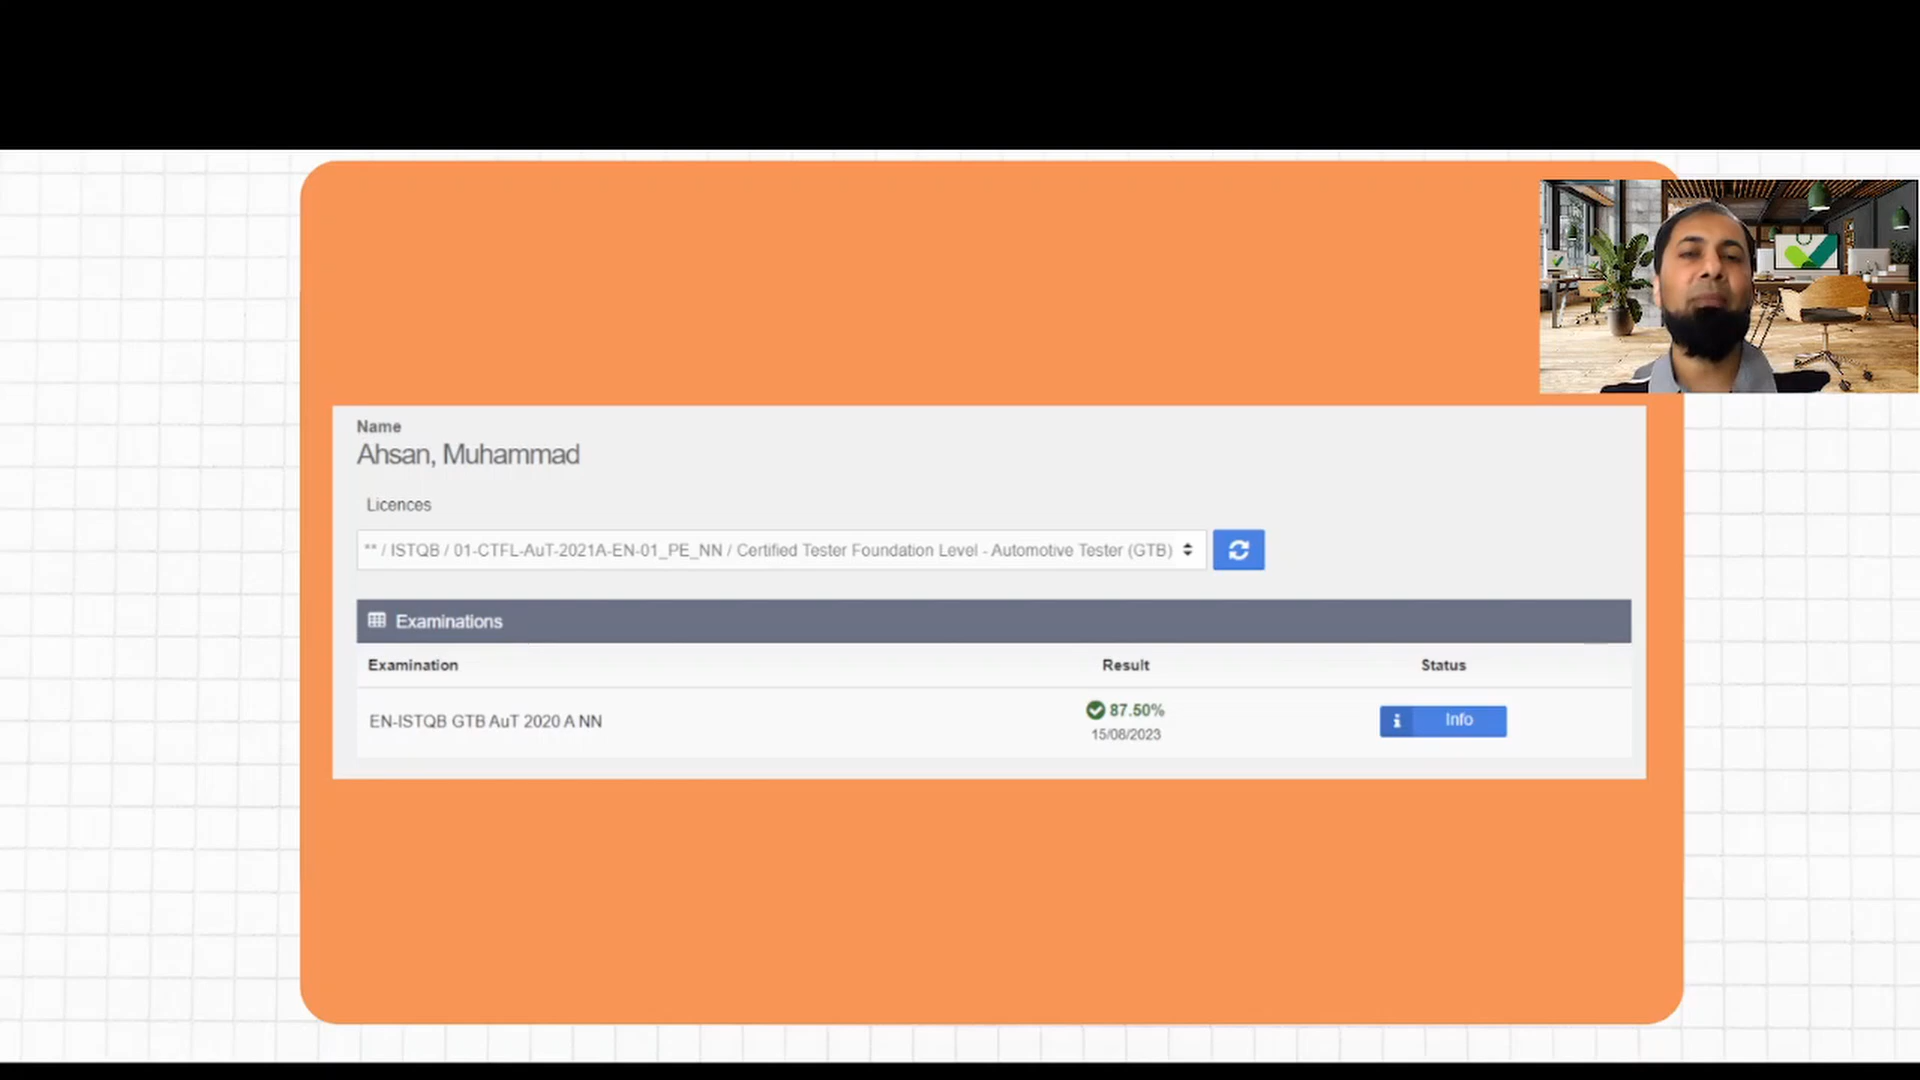 Name
Ahsan, Muhammad
Licences
** / ISTQB / 01-CTFL-AuT-2021A-EN-01_PE_NN / Certified Tester Foundation Level - Automotive Tester (GTB)
Examinations
Examination Result Status
EN-ISTQB GTB AuT 2020 A NN 87.50% Info
15/08/2023